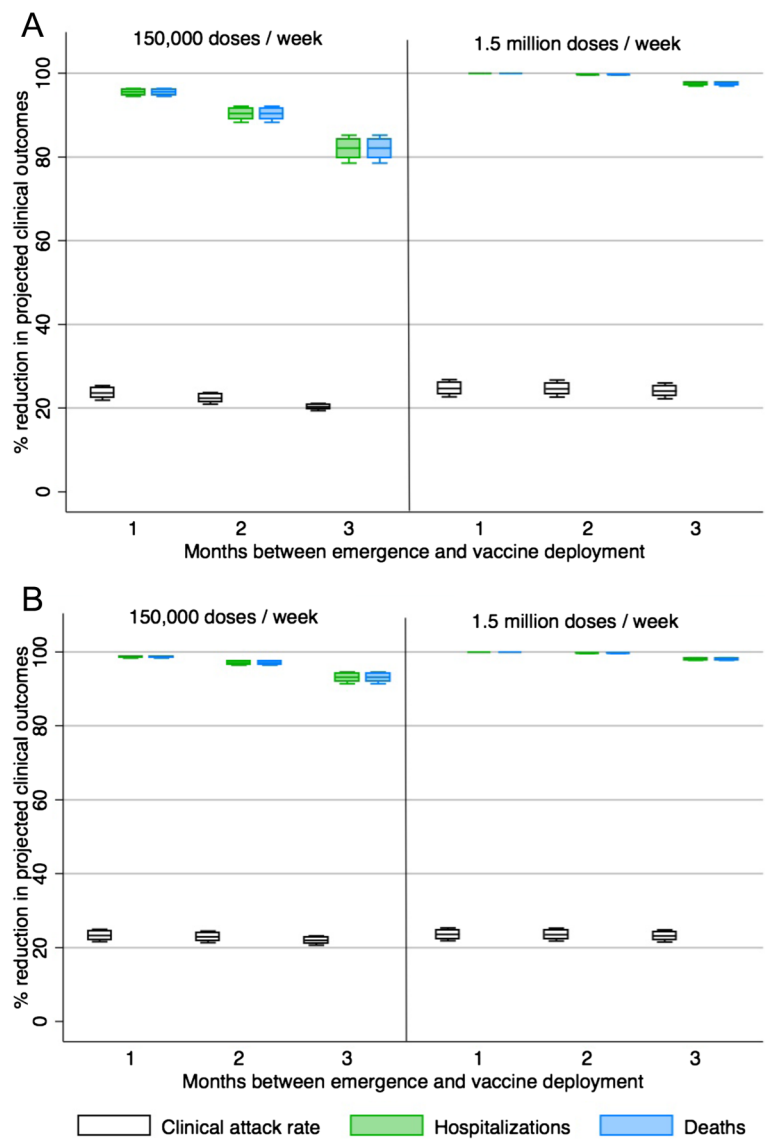 A
150,000 doses / week
1.5 million doses / week
% reduction in projected clinical outcomes
100
80
60
40
20
0
1 2 3 1 2 3
Months between emergence and vaccine deployment
B
150,000 doses / week
1.5 million doses / week
% reduction in projected clinical outcomes
100
80
60
40
20
0
1 2 3 1 2 3
Months between emergence and vaccine deployment
Clinical attack rate Hospitalizations Deaths